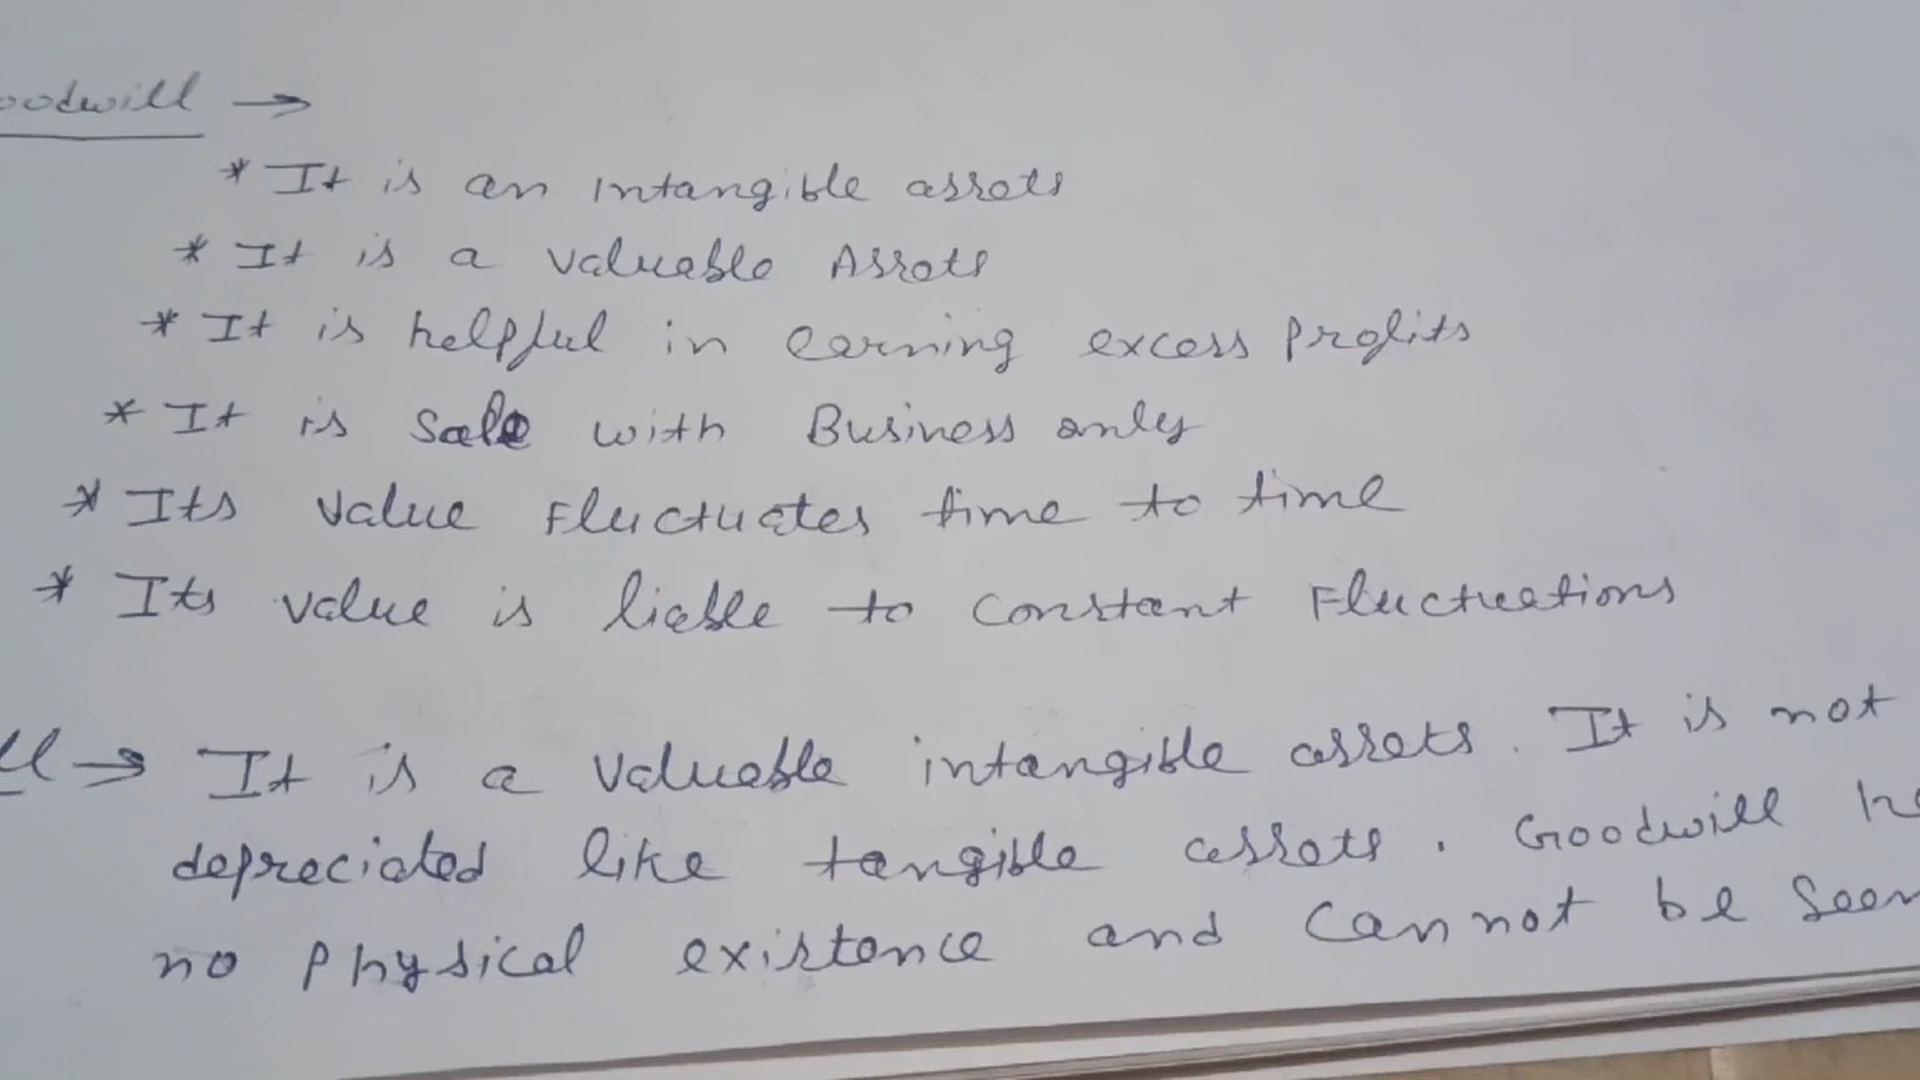 oodwill →
* It is an intangible assets
* It is a valuable Assets
* It is helpful in earning excess profits
* It is Sale with Business only
* Its value Fluctuates time to time
* Its value is liable to constant Fluctuations
ll → It is a valuable intangible assets. It is not
depreciated like tangible assets. Goodwill
no physical existence and cannot be seen